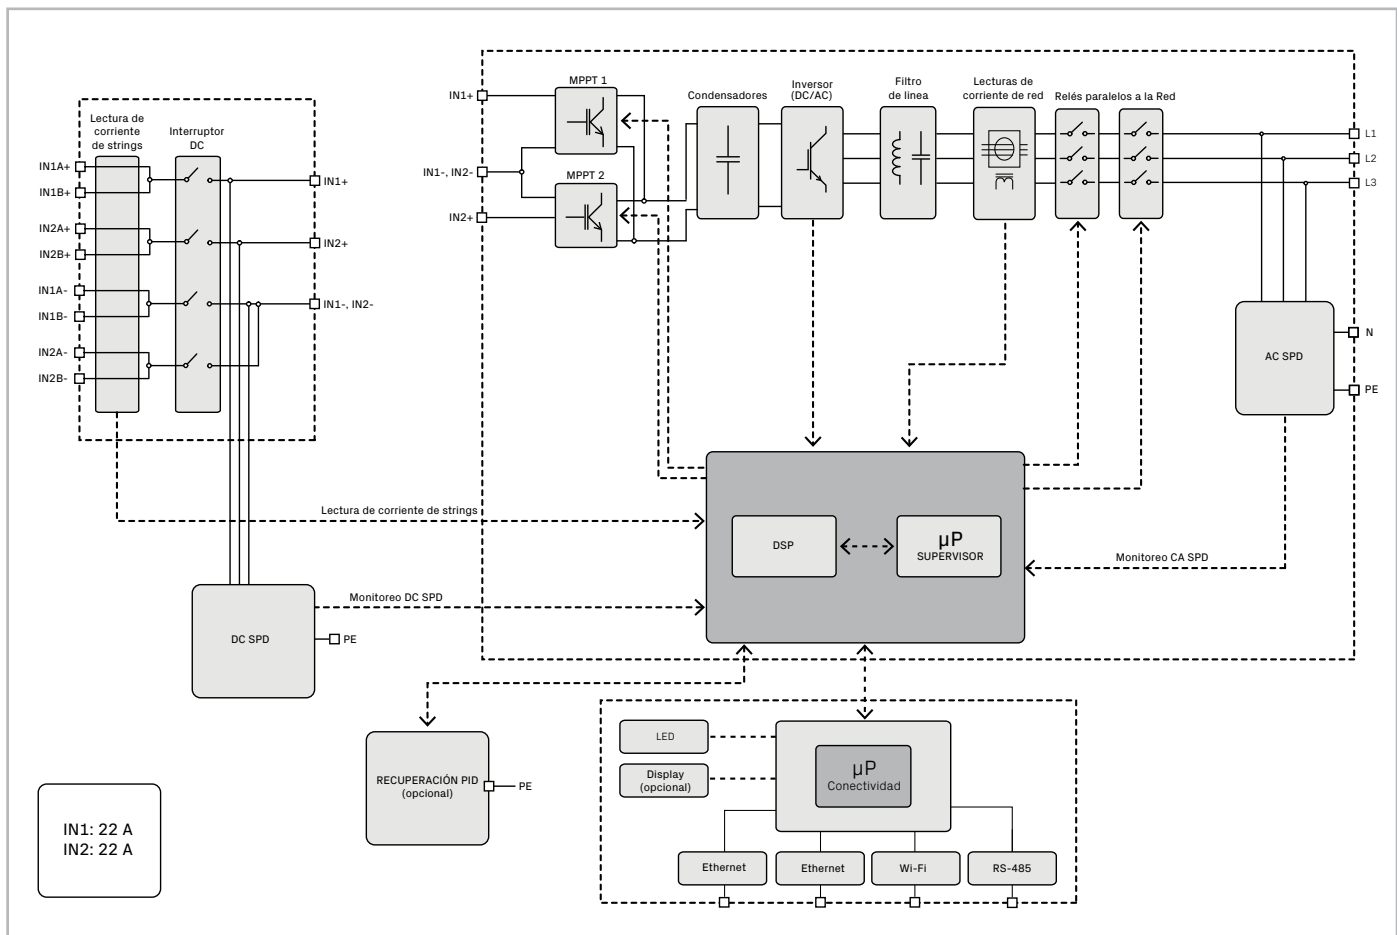 Lectura de
corriente
de strings
Interruptor
DC
IN1A+
IN1B+
IN2A+
IN2B+
IN1A-
IN1B-
IN2A-
IN2B-
IN1+
IN2+
IN1-, IN2-
IN1+
IN1-, IN2-
IN2+
MPPT 1
MPPT 2
Condensadores
Inversor
(DC/AC)
Filtro
de linea
Lecturas de
corriente de red
Relés paralelos a la Red
L1
L2
L3
N
PE
AC SPD
Lectura de corriente de strings
DSP
µP
SUPERVISOR
Monitoreo CA SPD
Monitoreo DC SPD
DC SPD
PE
RECUPERACIÓN PID
(opcional)
PE
LED
Display
(opcional)
µP
Conectividad
Ethernet
Ethernet
Wi-Fi
RS-485
IN1: 22 A
IN2: 22 A